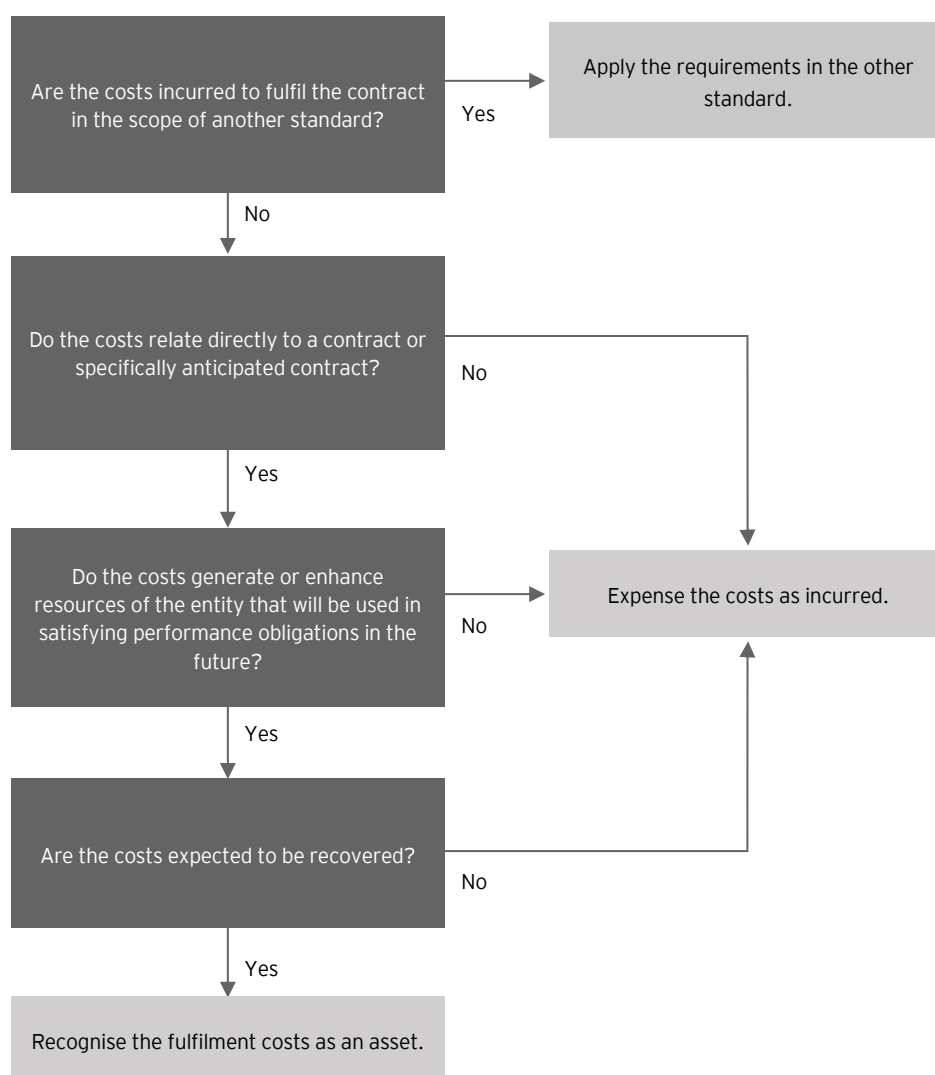 Are the costs incurred to fulfil the contract
in the scope of another standard?
Yes
Apply the requirements in the other
standard.
No
Do the costs relate directly to a contract or
specifically anticipated contract?
No
Yes
Do the costs generate or enhance
resources of the entity that will be used in
satisfying performance obligations in the
future?
No
Expense the costs as incurred.
Yes
Are the costs expected to be recovered?
No
Yes
Recognise the fulfilment costs as an asset.